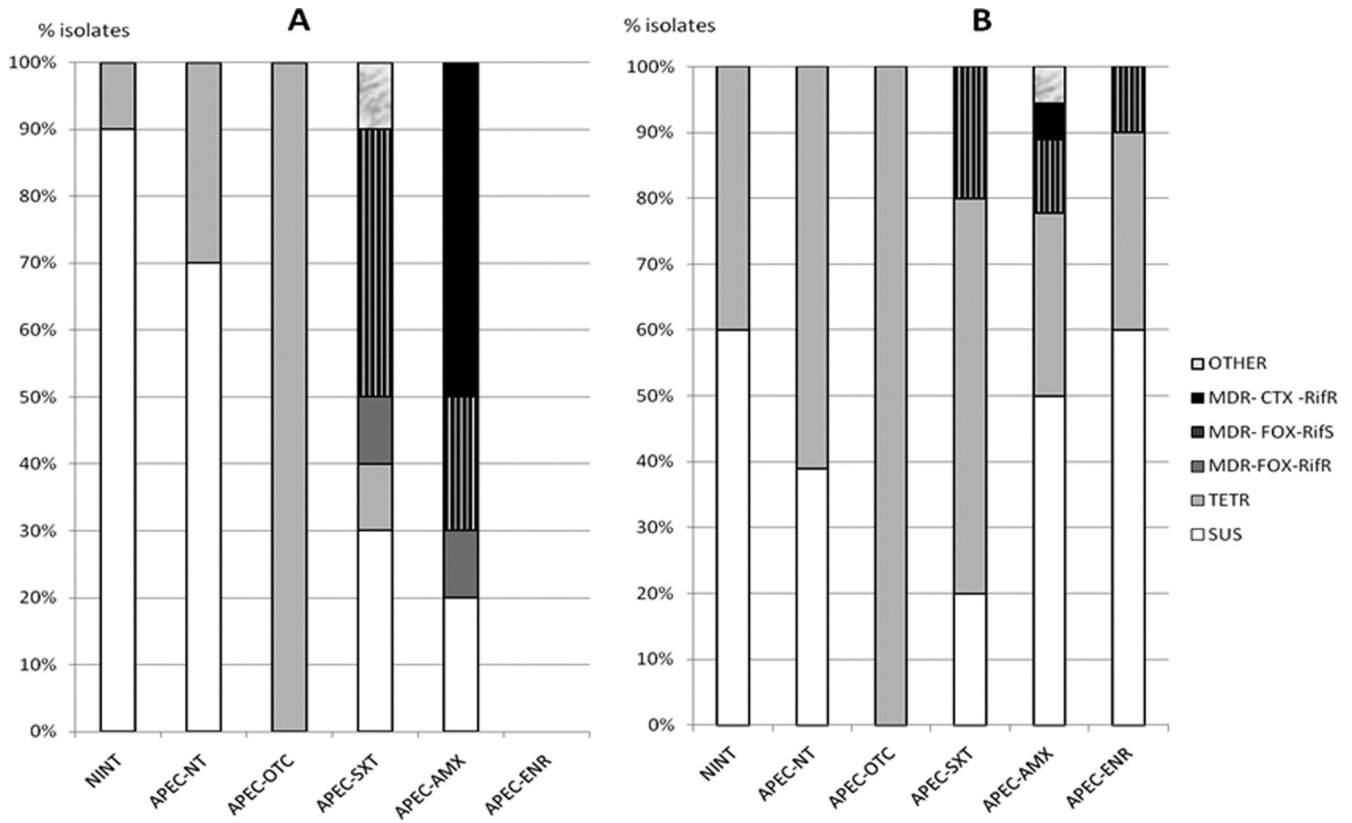 A
% isolates
100%
90%
80%
70%
60%
50%
40%
30%
20%
10%
0%
NINT
APEC-NT
APEC-OTC
APEC-SXT
APEC-AMX
APEC-ENR
B
% isolates
100%
90%
80%
70%
60%
50%
40%
30%
20%
10%
0%
NINT
APEC-NT
APEC-OTC
APEC-SXT
APEC-AMX
APEC-ENR
OTHER
MDR- CTX -RifR
MDR- FOX-RifS
MDR-FOX-RifR
TETR
SUS